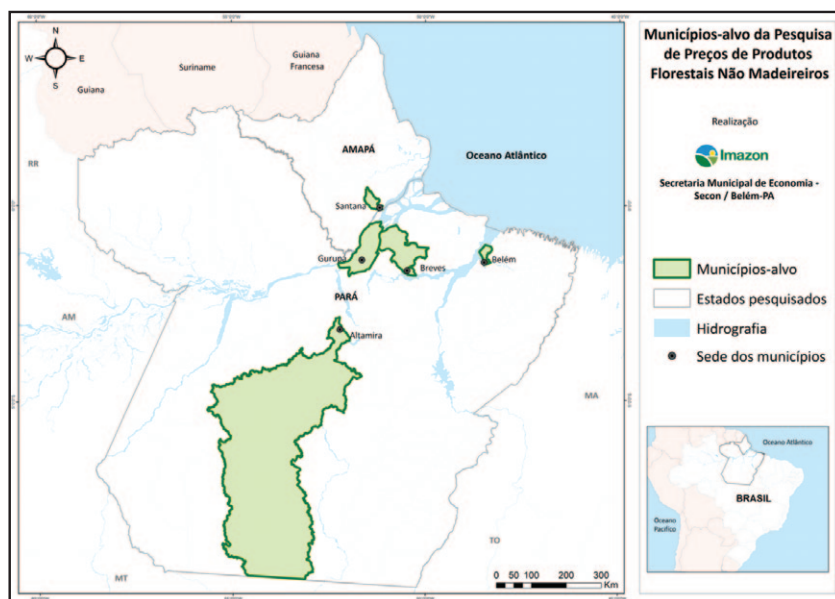 Municípios-alvo da Pesquisa
de Preços de Produtos
Florestais Não Madeireiros
Realização
Imazon
Secretaria Municipal de Economia -
Secon / Belém-PA
Municípios-alvo
Estados pesquisados
Hidrografia
Sede dos municípios
N
W
E
S
Guiana
Suriname
Guiana
Francesa
RR
AMAPÁ
Oceano Atlântico
Santana
Gurupá
Breves
Belém
PARÁ
AM
Altamira
MA
TO
MT
0 50 100 200 300
Km
Oceano Atlântico
BRASIL
Oceano
Pacífico